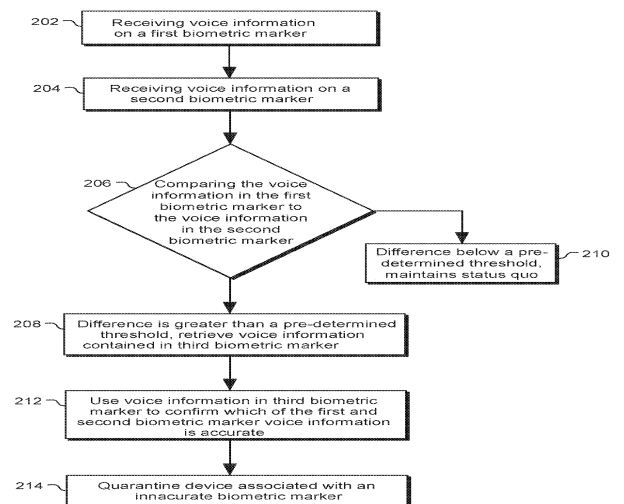 202
Receiving voice information
on a first biometric marker
204
Receiving voice information on a
second biometric marker
206
Comparing the voice
information in the first
biometric marker to
the voice information
in the second
biometric marker
Difference below a pre-
determined threshold,
maintains status quo
210
208
Difference is greater than a pre-determined
threshold, retrieve voice information
contained in third biometric marker
212
Use voice information in third biometric
marker to confirm which of the first and
second biometric marker voice information
is accurate
214
Quarantine device associated with an
innacurate biometric marker